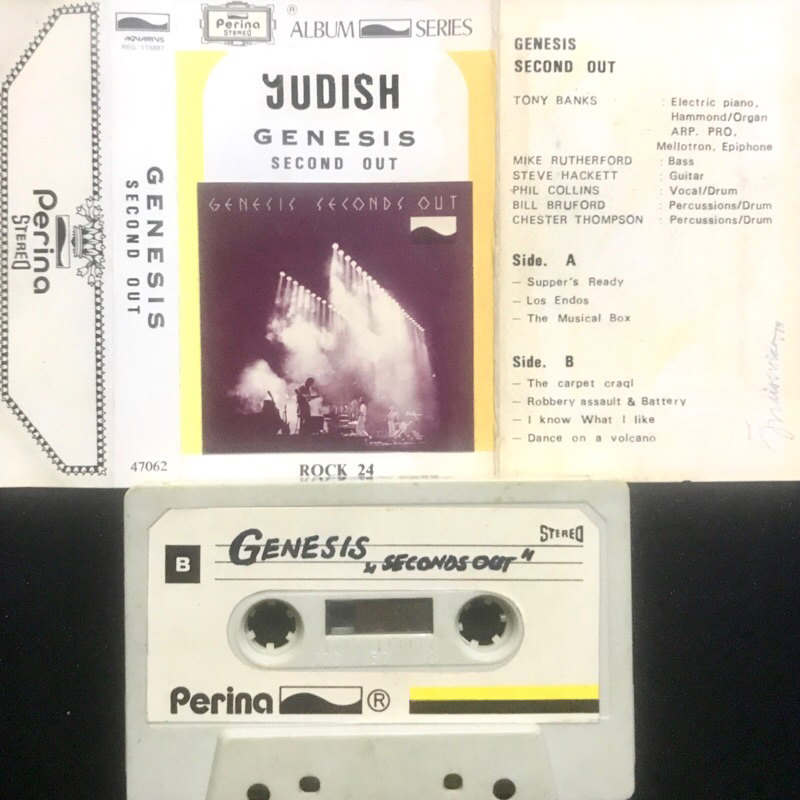 Perina
STEREO
GENESIS
SECOND OUT
47062
AKVARIVS
Perina
STEREO
®
ALBUM SERIES
YUDISH
GENESIS
SECOND OUT
GENESIS SECONDS OUT
ROCK 24
GENESIS
SECOND OUT
TONY BANKS : Electric piano,
Hammond/Organ
ARP. PRO,
Mellotron, Epiphone
MIKE RUTHERFORD : Bass
STEVE HACKETT : Guitar
PHIL COLLINS : Vocal/Drum
BILL BRUFORD : Percussions/Drum
CHESTER THOMPSON : Percussions/Drum
Side. A
– Supper's Ready
– Los Endos
– The Musical Box
Side. B
– The carpet craql
– Robbery assault & Battery
– I know What I like
– Dance on a volcano
B
GENESIS
"SECONDS OUT"
STEREO
Perina ®